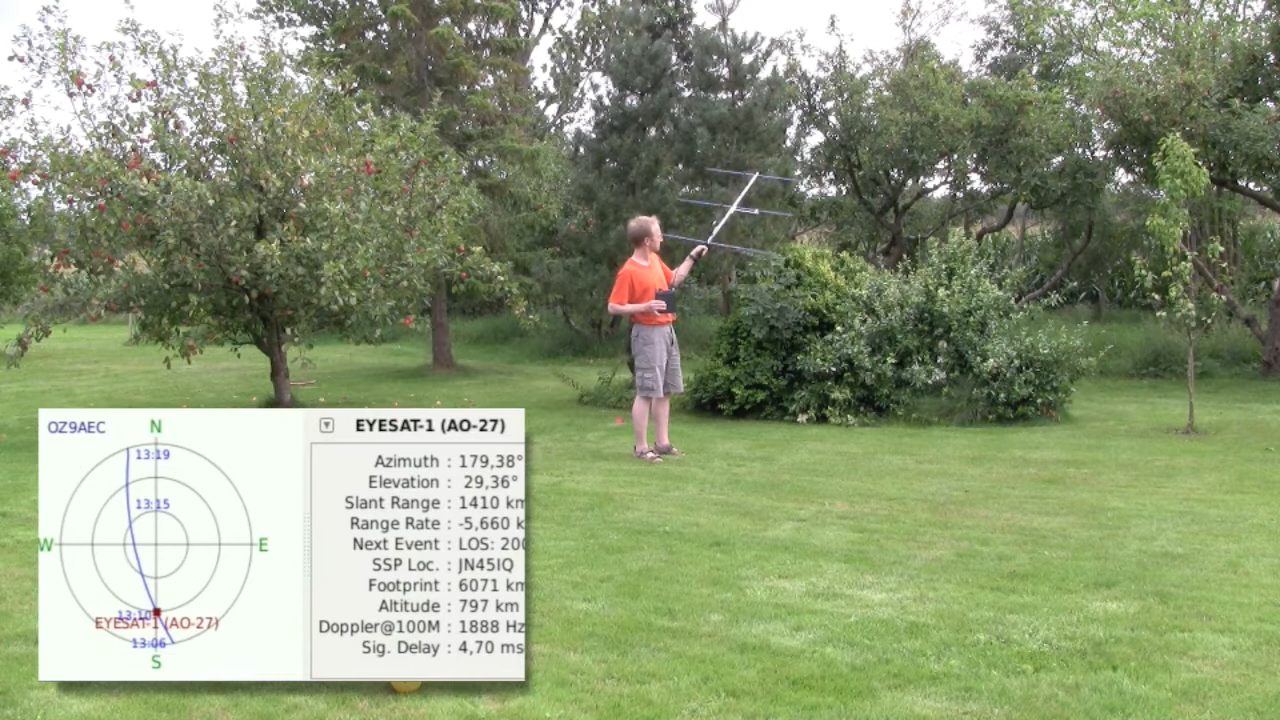 OZ9AEC
N
13:19
13:15
W
E
13:10
EYESAT-1 (AO-27)
13:06
S
EYESAT-1 (AO-27)
Azimuth : 179,38°
Elevation : 29,36°
Slant Range : 1410 km
Range Rate : -5,660 k
Next Event : LOS: 200
SSP Loc. : JN45IQ
Footprint : 6071 km
Altitude : 797 km
Doppler@100M : 1888 Hz
Sig. Delay : 4,70 ms